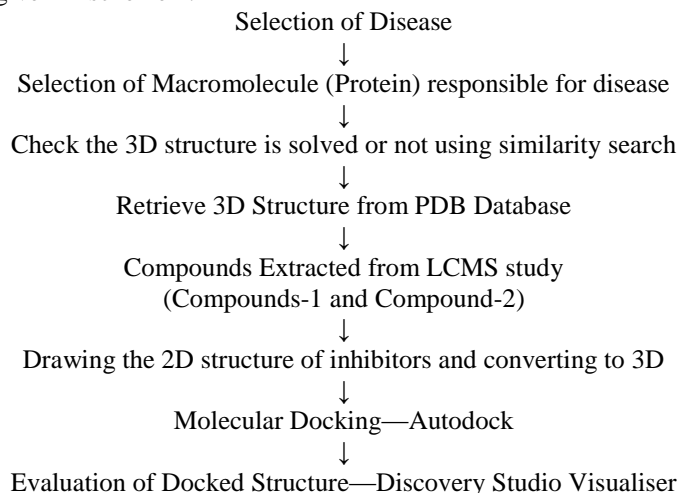 Selection of Disease
↓
Selection of Macromolecule (Protein) responsible for disease
↓
Check the 3D structure is solved or not using similarity search
↓
Retrieve 3D Structure from PDB Database
↓
Compounds Extracted from LCMS study
(Compounds-1 and Compound-2)
↓
Drawing the 2D structure of inhibitors and converting to 3D
↓
Molecular Docking—Autodock
↓
Evaluation of Docked Structure—Discovery Studio Visualiser